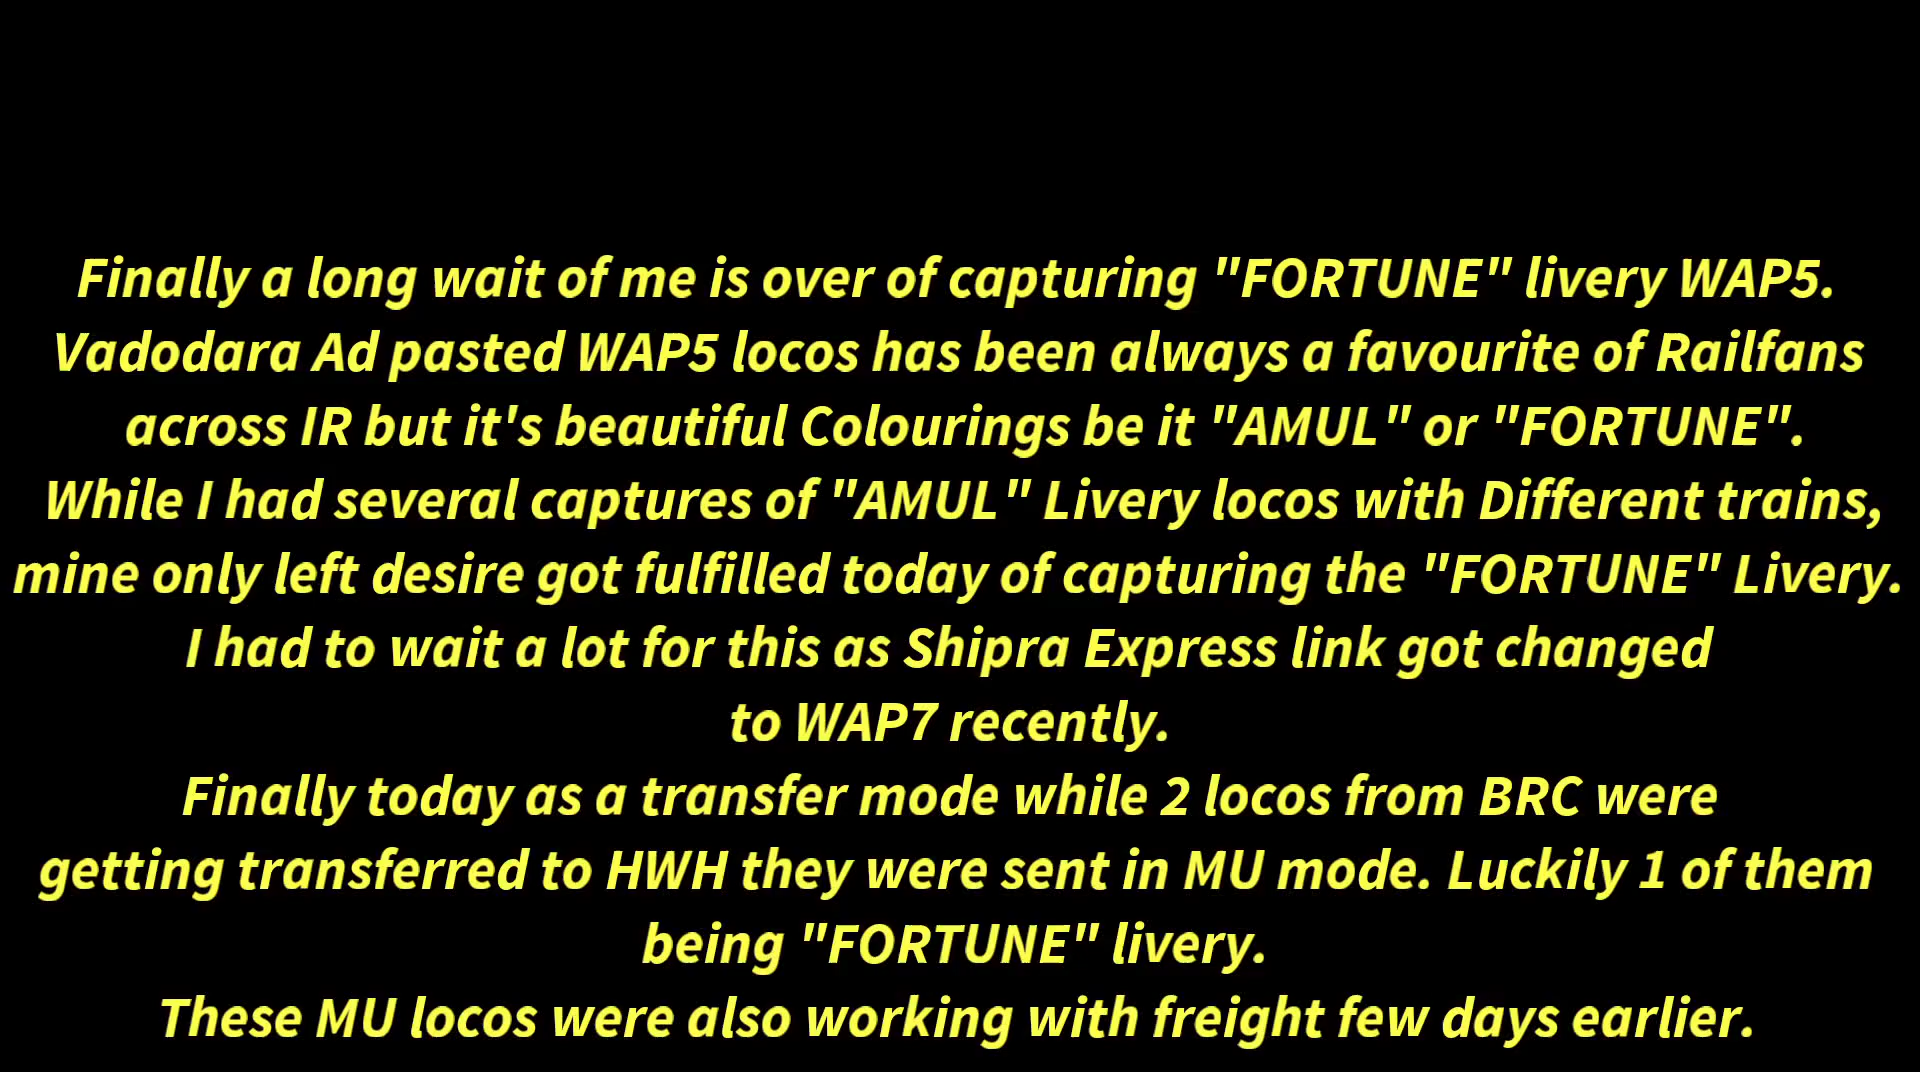 Finally a long wait of me is over of capturing "FORTUNE" livery WAP5.
Vadodara Ad pasted WAP5 locos has been always a favourite of Railfans
across IR but it's beautiful Colourings be it "AMUL" or "FORTUNE".
While I had several captures of "AMUL" Livery locos with Different trains,
mine only left desire got fulfilled today of capturing the "FORTUNE" Livery.
I had to wait a lot for this as Shipra Express link got changed
to WAP7 recently.
Finally today as a transfer mode while 2 locos from BRC were
getting transferred to HWH they were sent in MU mode. Luckily 1 of them
being "FORTUNE" livery.
These MU locos were also working with freight few days earlier.